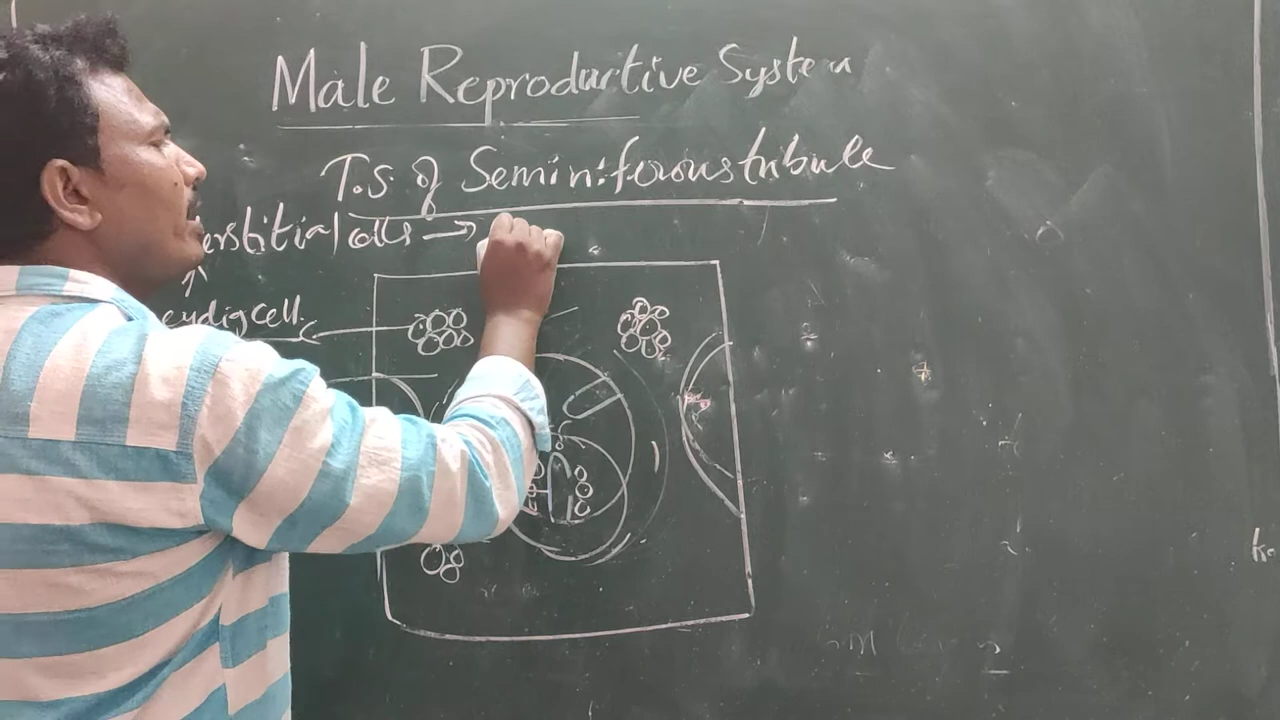 Male Reproductive System
T.S. of Seminiferous tubule
erstitial cells →
eydig cell